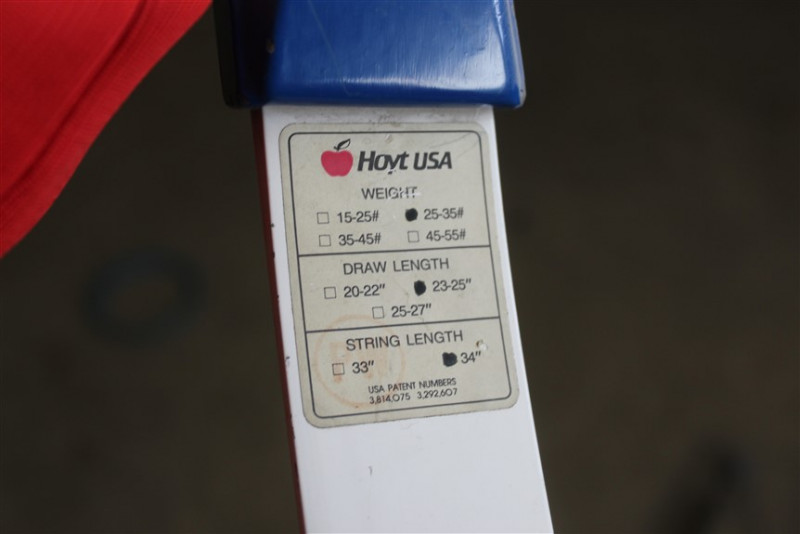 Hoyt USA
WEIGHT
15-25# 25-35#
35-45# 45-55#
DRAW LENGTH
20-22" 23-25"
25-27"
STRING LENGTH
33" 34"
USA PATENT NUMBERS
3,814,075 3,292,607